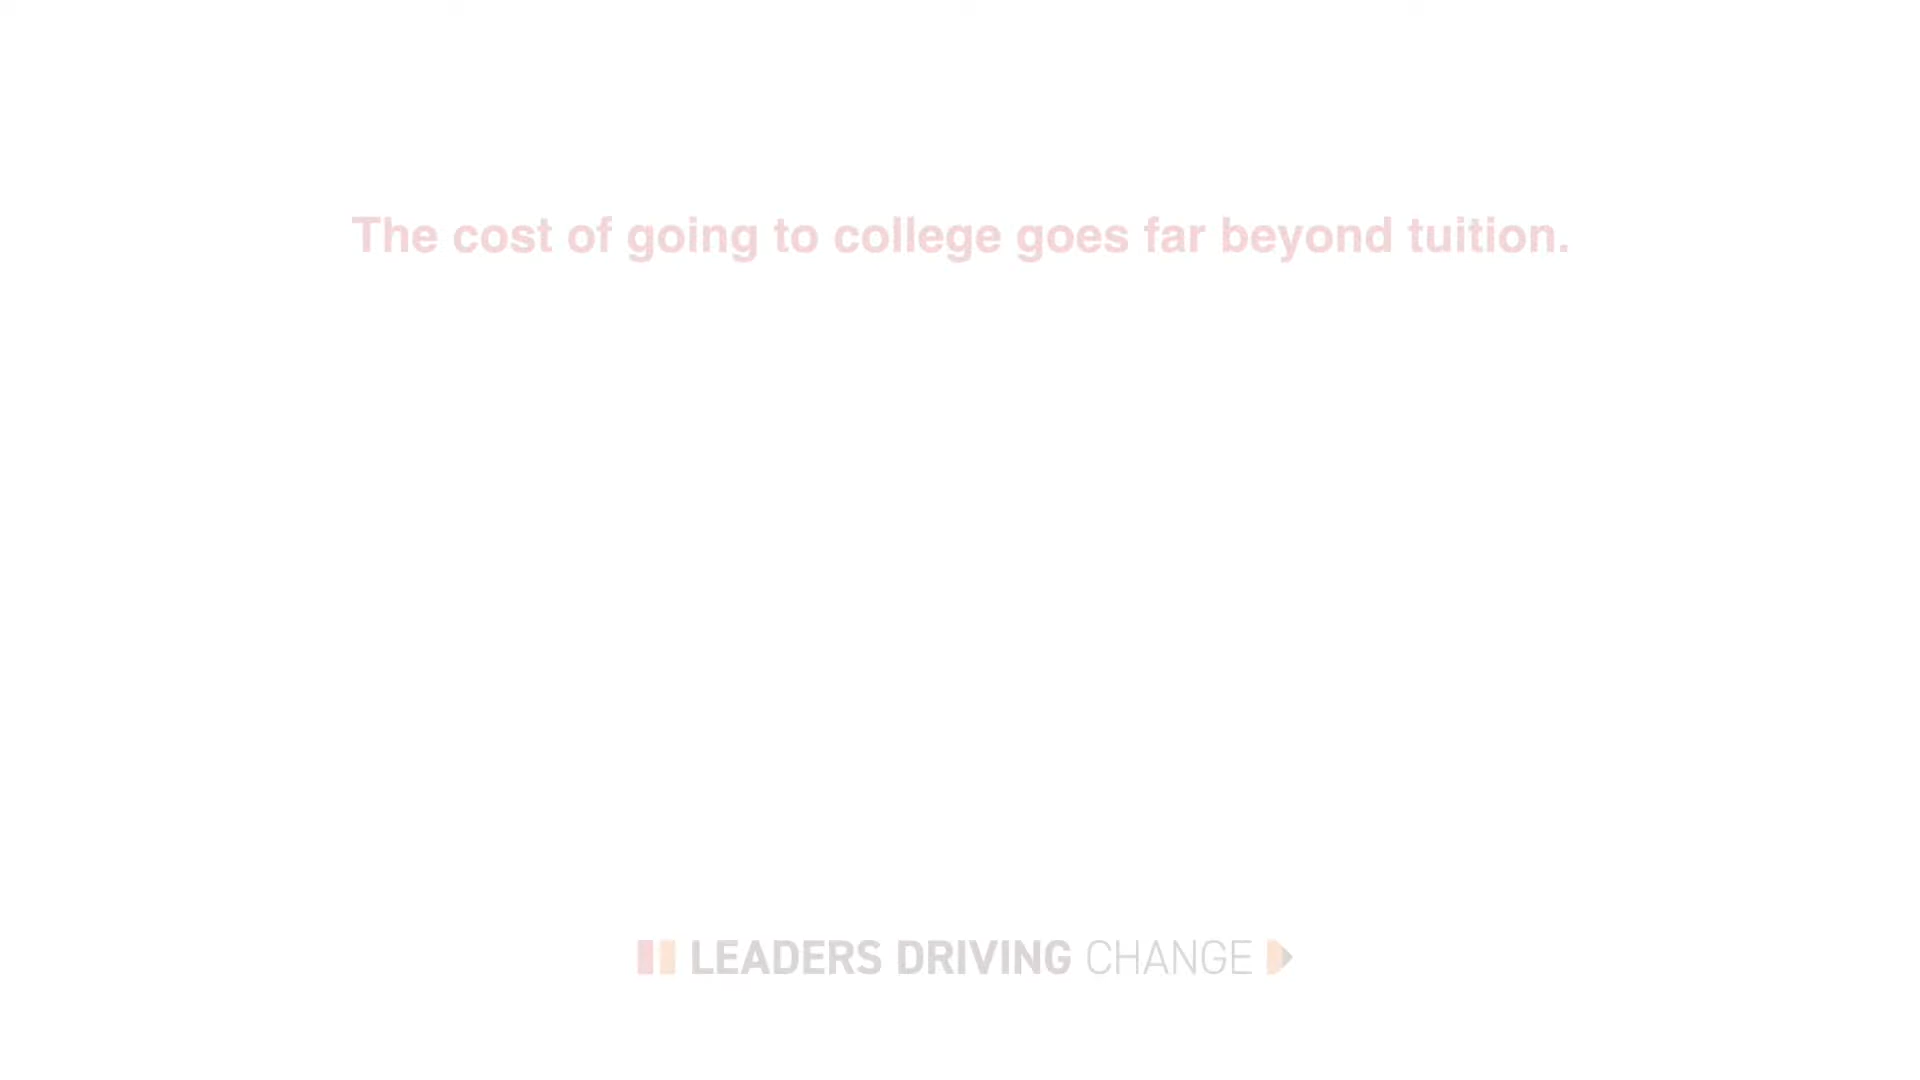 The cost of going to college goes far beyond tuition.
LEADERS DRIVING CHANGE